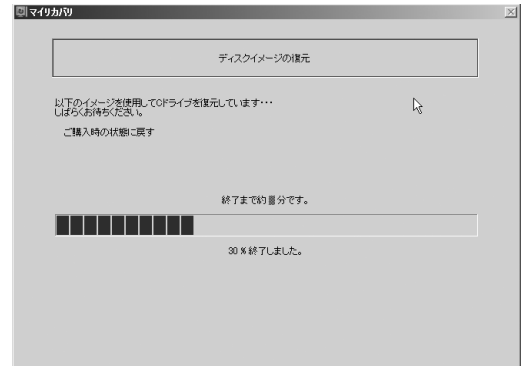 マイリカバリ
ディスクイメージの復元
以下のイメージを使用してCドライブを復元しています・・・
しばらくお待ちください。
ご購入時の状態に戻す
終了まで約 分です。
30 % 終了しました。